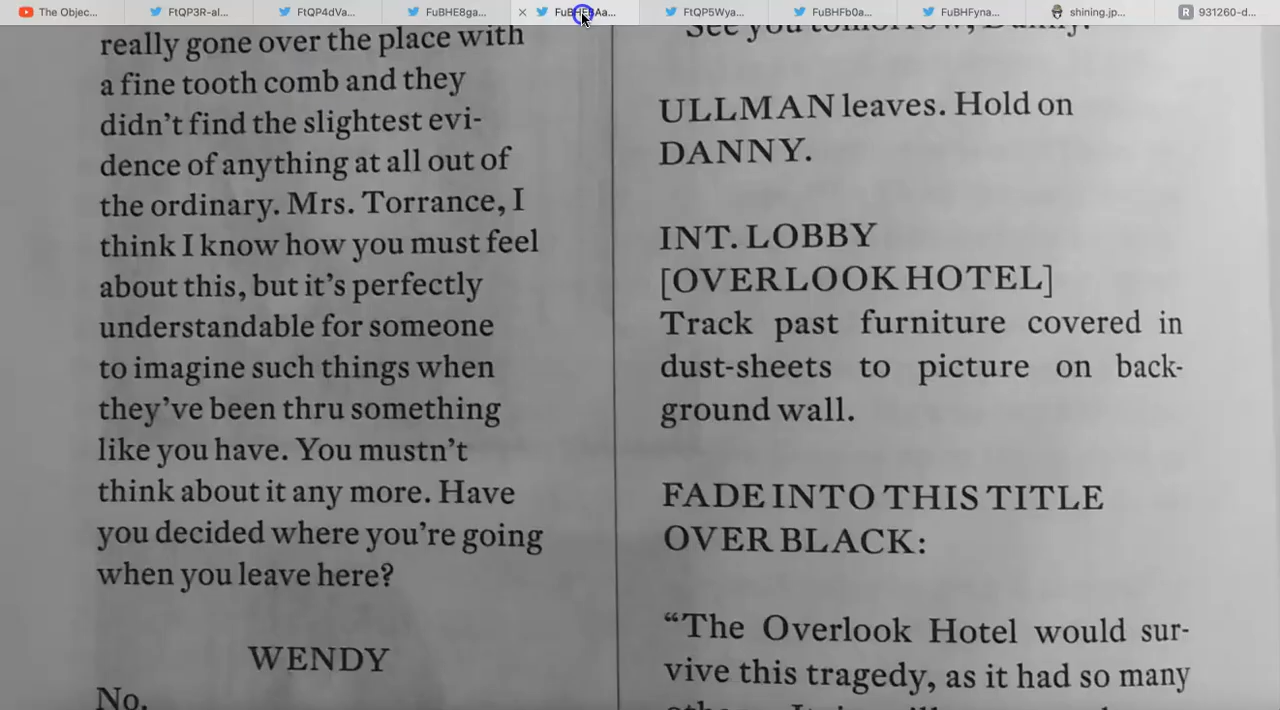 The Objec...
FtQP3R-al...
FtQP4dVa...
FuBHE8ga...
FtQP5Wya...
FuBHFb0a...
FuBHFyna...
shining.jp...
931260-d...
really gone over the place with
a fine tooth comb and they
didn't find the slightest evi-
dence of anything at all out of
the ordinary. Mrs. Torrance, I
think I know how you must feel
about this, but it's perfectly
understandable for someone
to imagine such things when
they've been thru something
like you have. You mustn't
think about it any more. Have
you decided where you're going
when you leave here?
WENDY
No.
See you tomorrow, Danny.
ULLMAN leaves. Hold on
DANNY.
INT. LOBBY
[OVERLOOK HOTEL]
Track past furniture covered in
dust-sheets to picture on back-
ground wall.
FADE INTO THIS TITLE
OVER BLACK:
“The Overlook Hotel would sur-
vive this tragedy, as it had so many